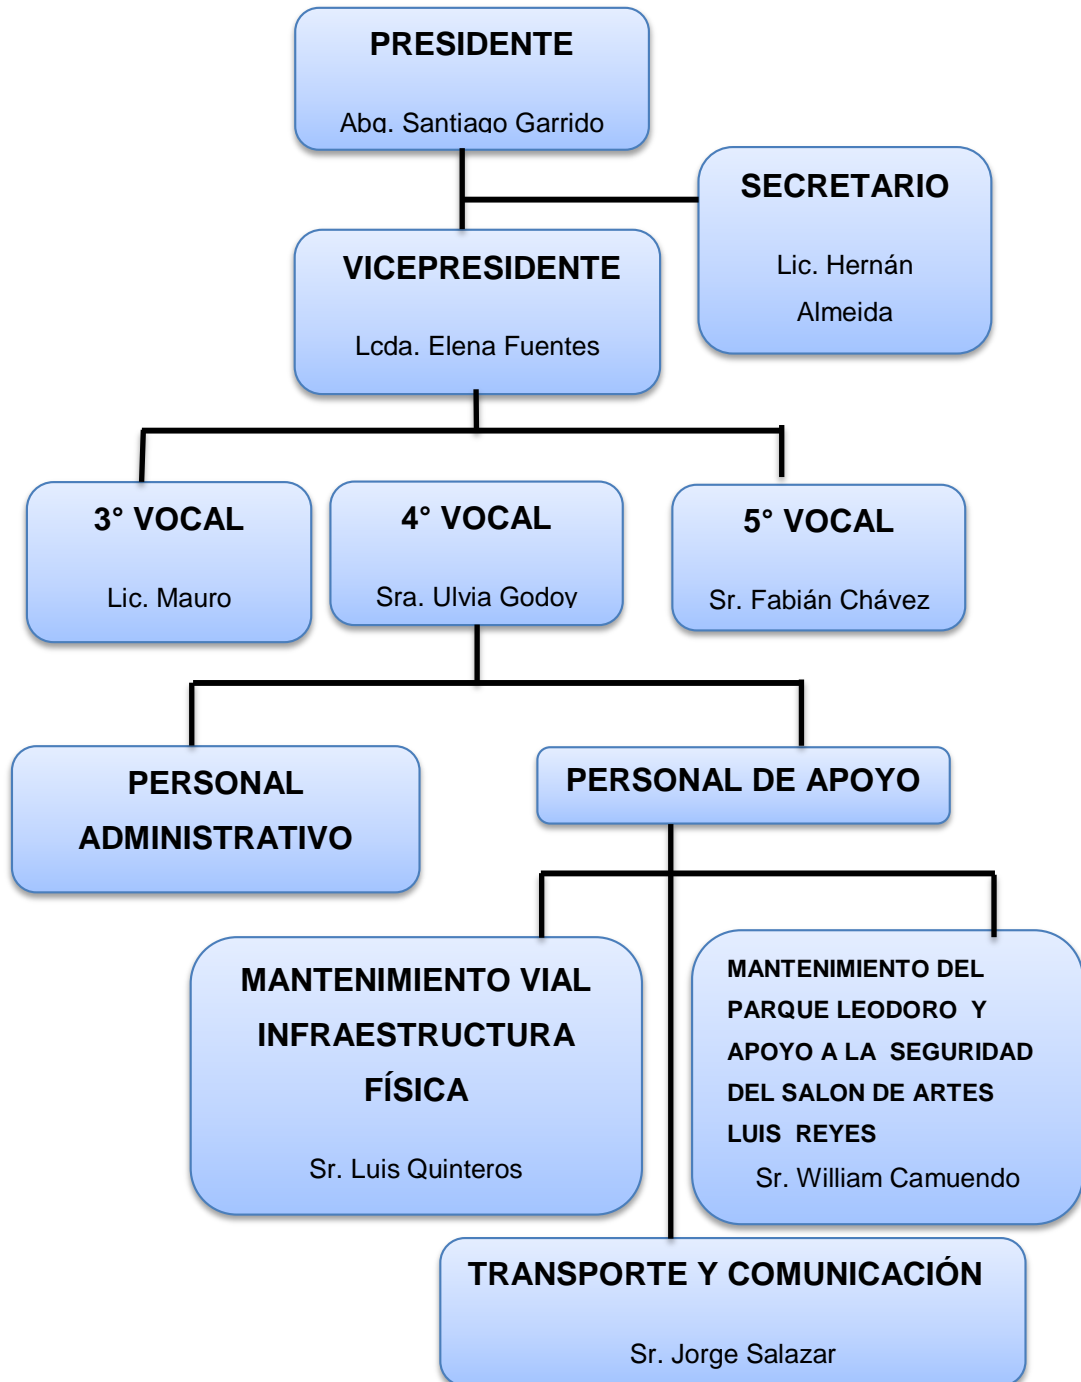 PRESIDENTE
Abg. Santiago Garrido
SECRETARIO
Lic. Hernán
Almeida
VICEPRESIDENTE
Lcda. Elena Fuentes
3° VOCAL
Lic. Mauro
4° VOCAL
Sra. Ulvia Godoy
5° VOCAL
Sr. Fabián Chávez
PERSONAL
ADMINISTRATIVO
PERSONAL DE APOYO
MANTENIMIENTO VIAL
INFRAESTRUCTURA
FÍSICA
Sr. Luis Quinteros
MANTENIMIENTO DEL
PARQUE LEODORO Y
APOYO A LA SEGURIDAD
DEL SALON DE ARTES
LUIS REYES
Sr. William Camuendo
TRANSPORTE Y COMUNICACIÓN
Sr. Jorge Salazar